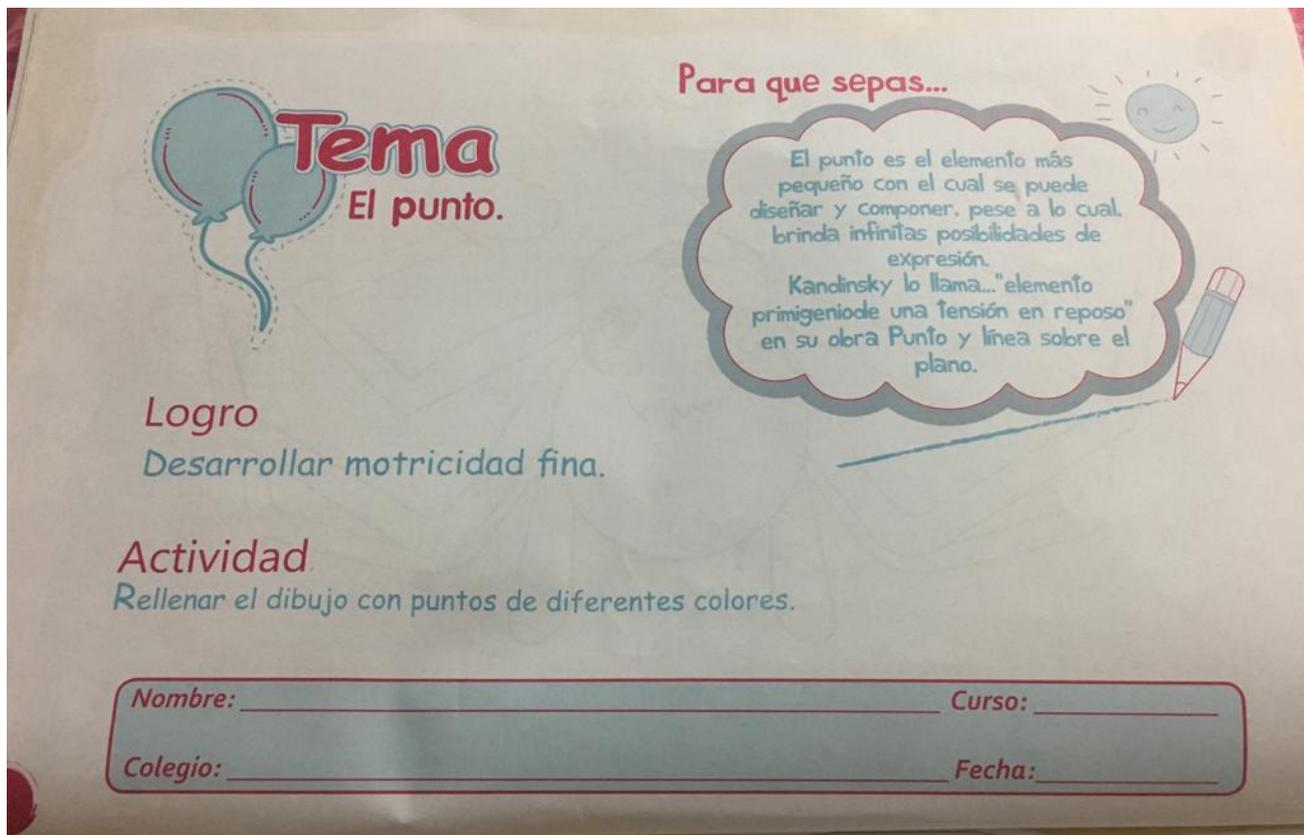 Tema
El punto.
Para que sepas...
El punto es el elemento más
pequeño con el cual se puede
diseñar y componer, pese a lo cual,
brinda infinitas posibilidades de
expresión.
Kandinsky lo llama..."elemento
primigeniode una tensión en reposo"
en su obra Punto y línea sobre el
plano.
Logro
Desarrollar motricidad fina.
Actividad
Rellenar el dibujo con puntos de diferentes colores.
Nombre: Curso:
Colegio: Fecha: